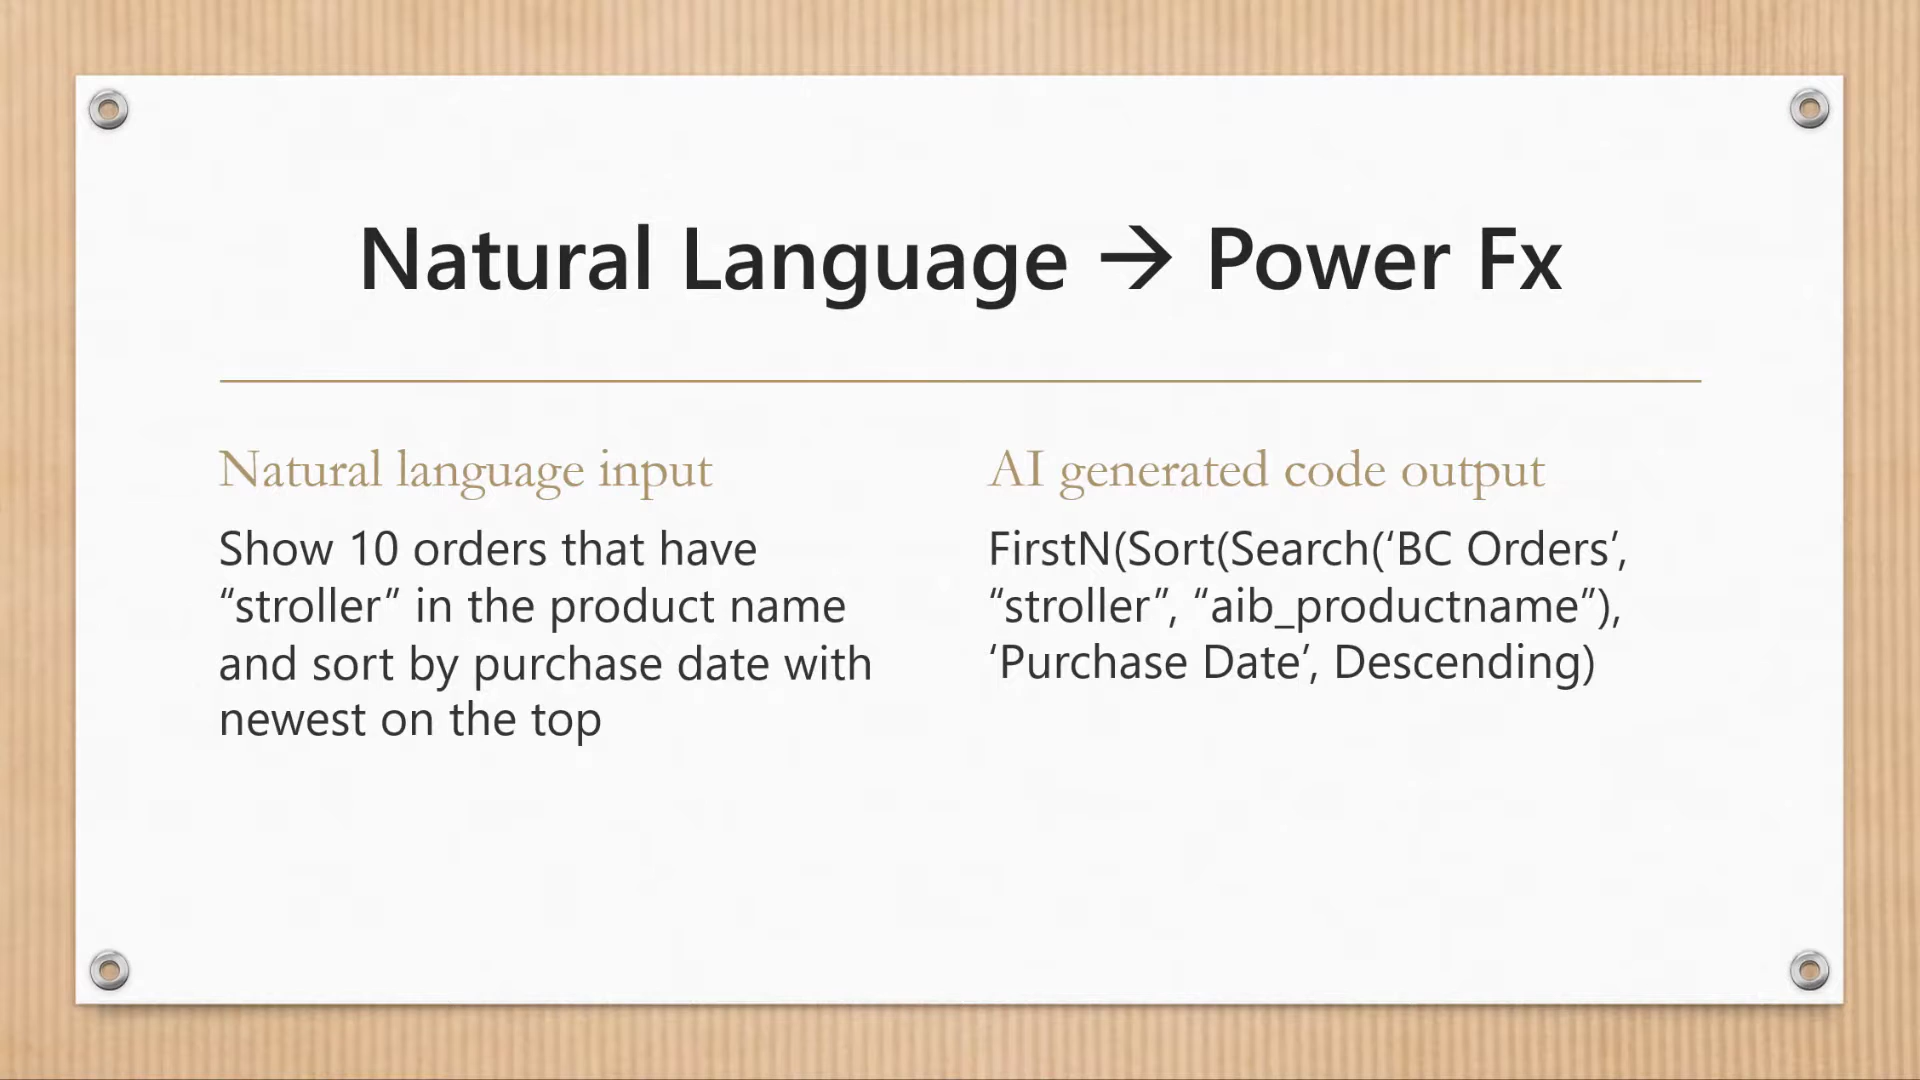 Natural Language → Power Fx
Natural language input
Show 10 orders that have
“stroller” in the product name
and sort by purchase date with
newest on the top
AI generated code output
FirstN(Sort(Search(‘BC Orders’,
“stroller”, “aib_productname”),
‘Purchase Date’, Descending)